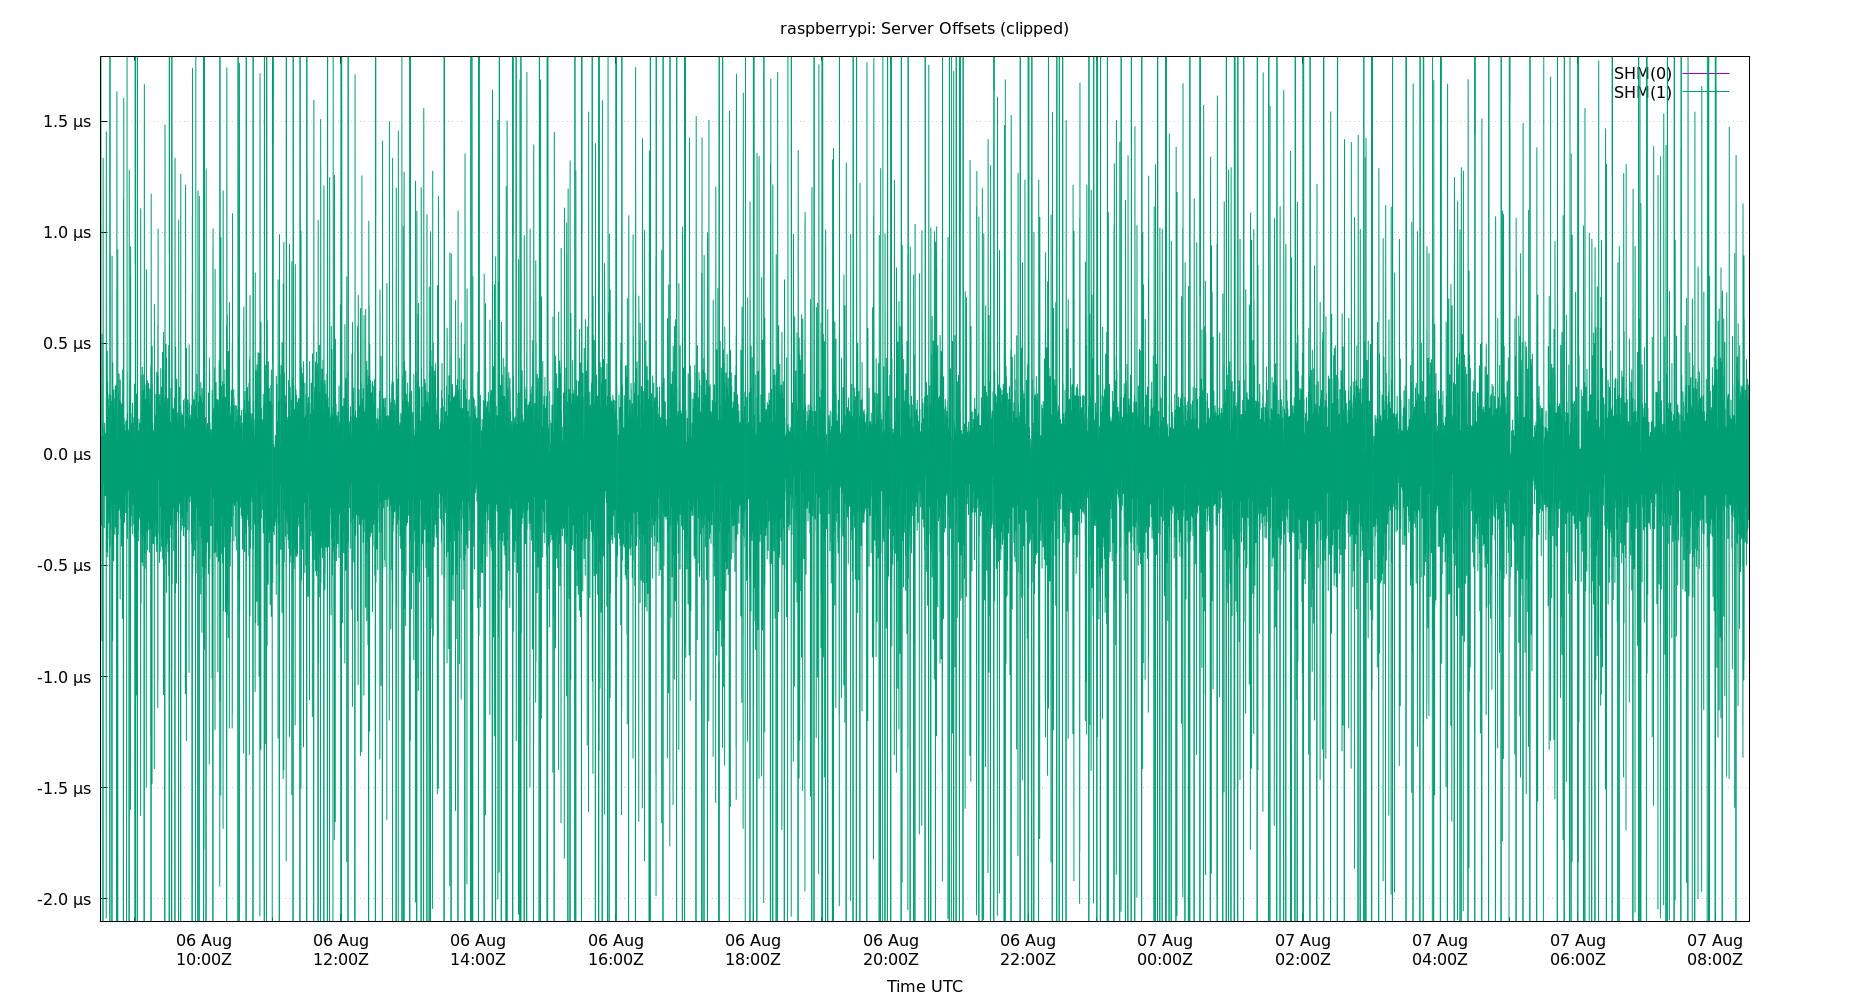 raspberrypi: Server Offsets (clipped)
SHM(0)
SHM(1)
1.5 µs
1.0 µs
0.5 µs
0.0 µs
-0.5 µs
-1.0 µs
-1.5 µs
-2.0 µs
06 Aug 06 Aug 06 Aug 06 Aug 06 Aug 06 Aug 06 Aug 07 Aug 07 Aug 07 Aug 07 Aug 07 Aug
10:00Z 12:00Z 14:00Z 16:00Z 18:00Z 20:00Z 22:00Z 00:00Z 02:00Z 04:00Z 06:00Z 08:00Z
Time UTC